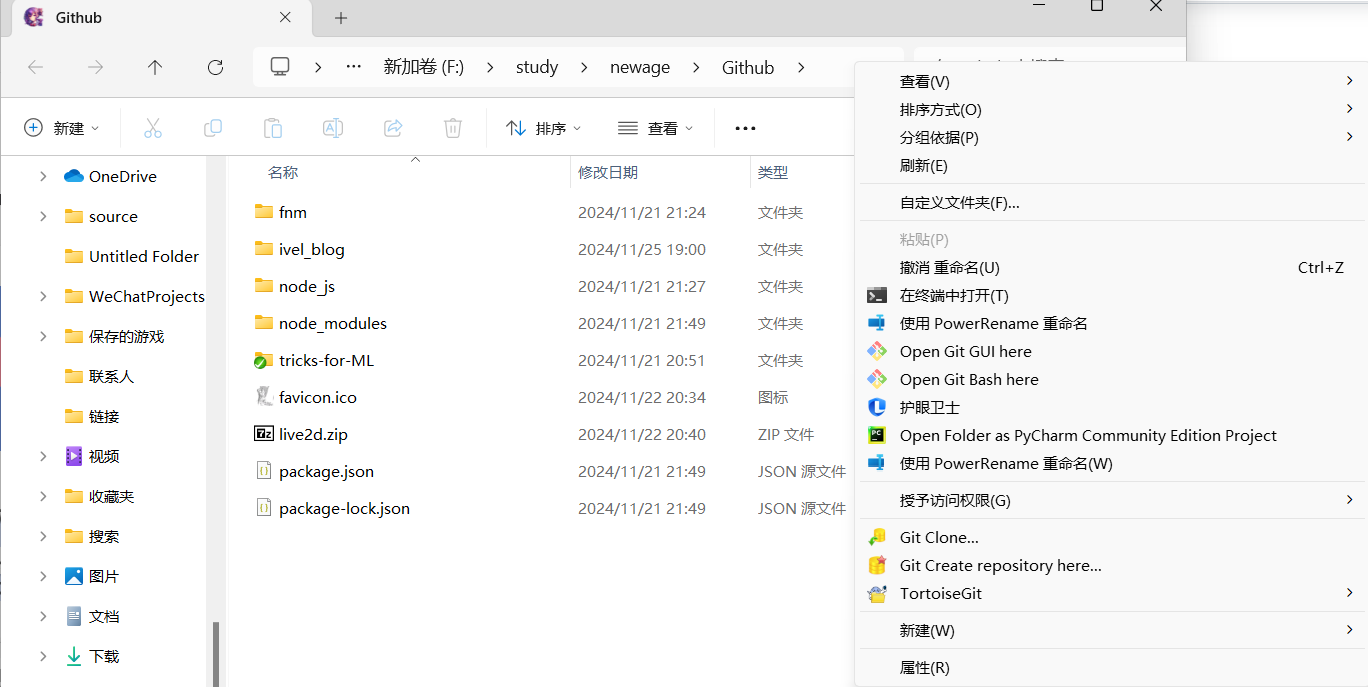 Github
新加卷 (F:) study newage Github
新建 排序 查看
OneDrive
source
Untitled Folder
WeChatProjects
保存的游戏
联系人
链接
视频
收藏夹
搜索
图片
文档
下载
名称 修改日期 类型
fnm 2024/11/21 21:24 文件夹
ivel_blog 2024/11/25 19:00 文件夹
node_js 2024/11/21 21:27 文件夹
node_modules 2024/11/21 21:49 文件夹
tricks-for-ML 2024/11/21 20:51 文件夹
favicon.ico 2024/11/22 20:34 图标
live2d.zip 2024/11/22 20:40 ZIP 文件
package.json 2024/11/21 21:49 JSON 源文件
package-lock.json 2024/11/21 21:49 JSON 源文件
查看(V)
排序方式(O)
分组依据(P)
刷新(E)
自定义文件夹(F)...
粘贴(P)
撤消 重命名(U) Ctrl+Z
在终端中打开(T)
使用 PowerRename 重命名
Open Git GUI here
Open Git Bash here
护眼卫士
Open Folder as PyCharm Community Edition Project
使用 PowerRename 重命名(W)
授予访问权限(G)
Git Clone...
Git Create repository here...
TortoiseGit
新建(W)
属性(R)